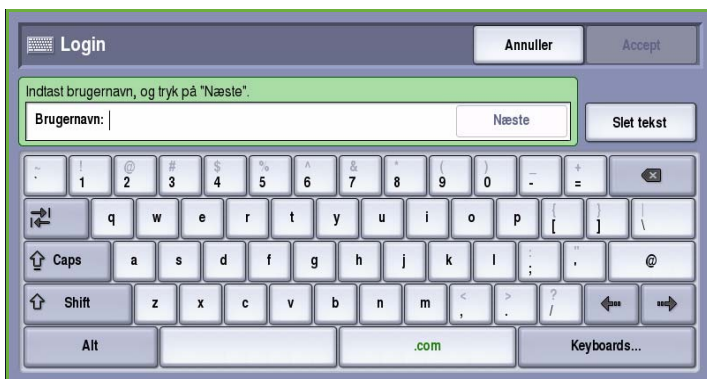 Login
Annuller
Accept
Indtast brugernavn, og tryk på "Næste".
Brugernavn:
Næste
Slet tekst
~ ! @ # $ % ^ & * ( ) _ +
` 1 2 3 4 5 6 7 8 9 0 - =
q w e r t y u i o p { [ } ] | \
Caps a s d f g h j k l : ; " ' @
Shift z x c v b n m < , > . ? /
Alt .com Keyboards...